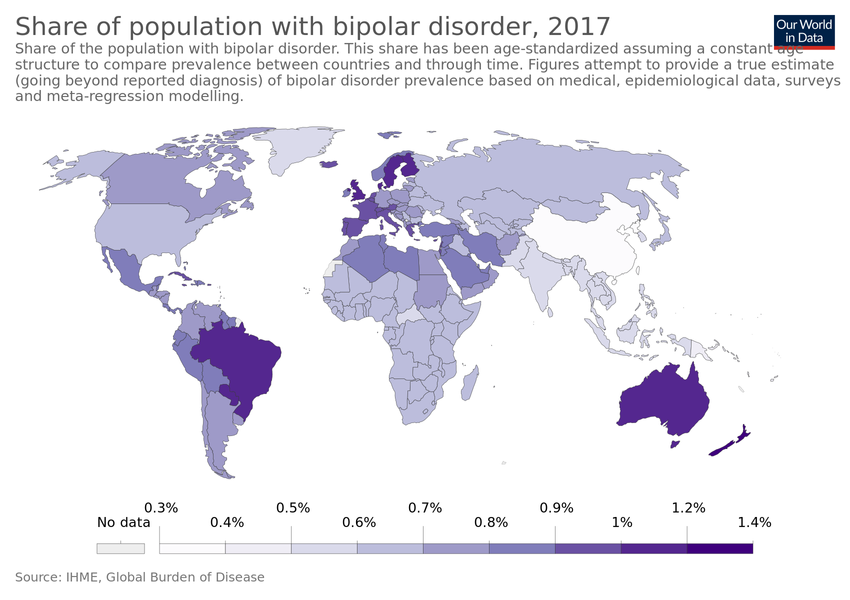 Share of population with bipolar disorder, 2017
Our World
in Data
Share of the population with bipolar disorder. This share has been age-standardized assuming a constant age
structure to compare prevalence between countries and through time. Figures attempt to provide a true estimate
(going beyond reported diagnosis) of bipolar disorder prevalence based on medical, epidemiological data, surveys
and meta-regression modelling.
0.3% 0.5% 0.7% 0.9% 1.2%
No data 0.4% 0.6% 0.8% 1% 1.4%
Source: IHME, Global Burden of Disease